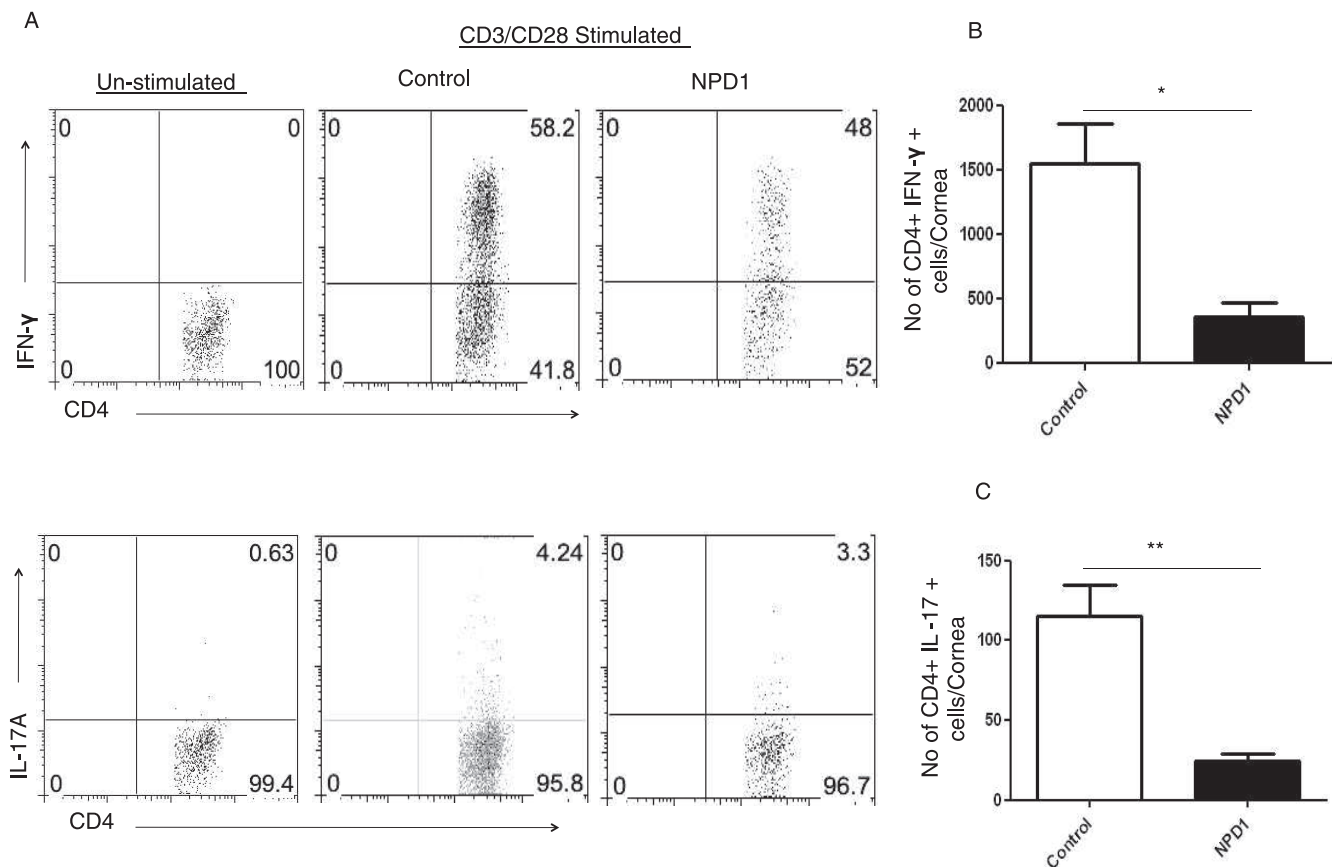 A
CD3/CD28 Stimulated
Un-stimulated
Control
NPD1
0 0
0 58.2
0 48
IFN-γ
0 100
0 41.8
0 52
CD4
0 0.63
0 4.24
0 3.3
IL-17A
0 99.4
0 95.8
0 96.7
CD4
B
*
No of CD4+ IFN-γ +
cells/Cornea
2000
1500
1000
500
0
Control
NPD1
C
**
No of CD4+ IL-17 +
cells/Cornea
150
100
50
0
Control
NPD1